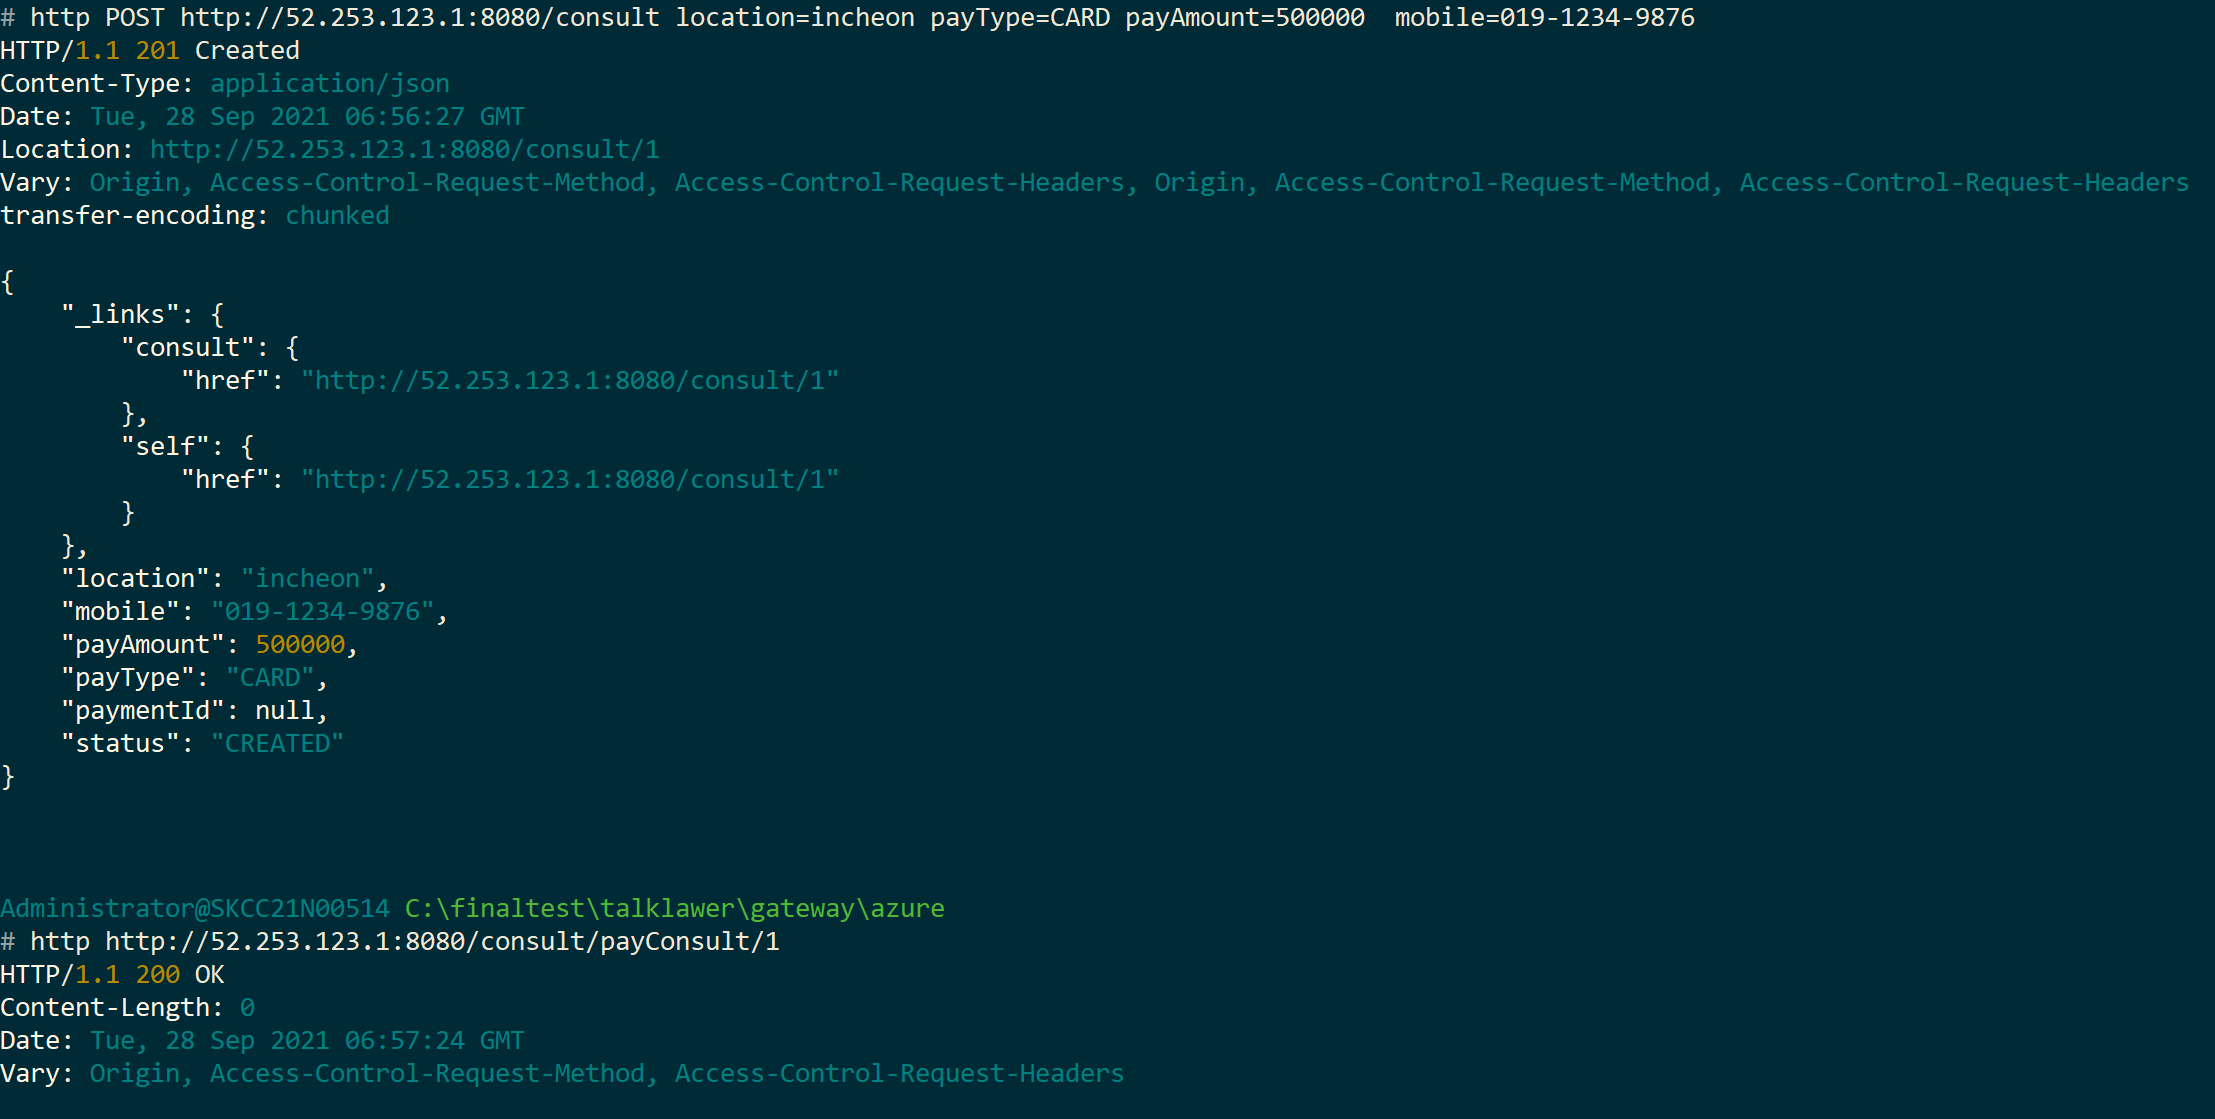 # http POST http://52.253.123.1:8080/consult location=incheon payType=CARD payAmount=500000  mobile=019-1234-9876
HTTP/1.1 201 Created
Content-Type: application/json
Date: Tue, 28 Sep 2021 06:56:27 GMT
Location: http://52.253.123.1:8080/consult/1
Vary: Origin, Access-Control-Request-Method, Access-Control-Request-Headers, Origin, Access-Control-Request-Method, Access-Control-Request-Headers
transfer-encoding: chunked

{
    "_links": {
        "consult": {
            "href": "http://52.253.123.1:8080/consult/1"
        },
        "self": {
            "href": "http://52.253.123.1:8080/consult/1"
        }
    },
    "location": "incheon",
    "mobile": "019-1234-9876",
    "payAmount": 500000,
    "payType": "CARD",
    "paymentId": null,
    "status": "CREATED"
}

Administrator@SKCC21N00514 C:\finaltest\talklawer\gateway\azure
# http http://52.253.123.1:8080/consult/payConsult/1
HTTP/1.1 200 OK
Content-Length: 0
Date: Tue, 28 Sep 2021 06:57:24 GMT
Vary: Origin, Access-Control-Request-Method, Access-Control-Request-Headers